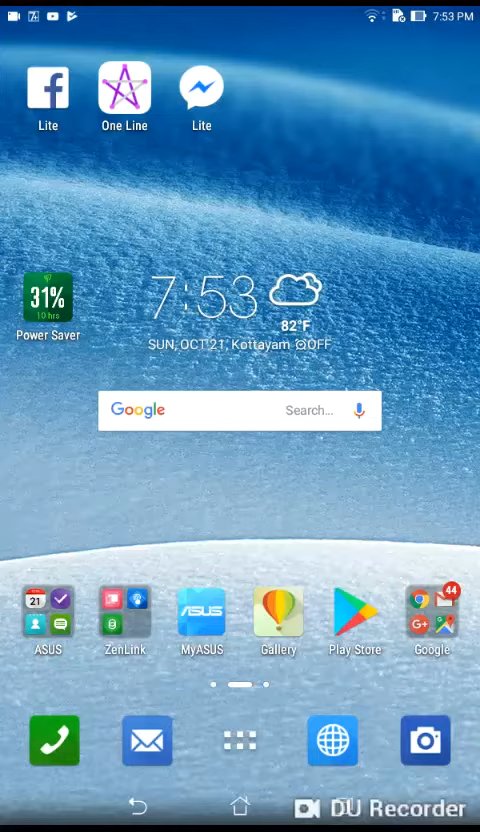 7:53 PM
Lite
One Line
Lite
31%
10 hrs
Power Saver
7:53
82°F
SUN, OCT 21, Kottayam OFF
Google Search...
21
ASUS
G+
44
ASUS
ZenLink
MyASUS
Gallery
Play Store
Google
DU Recorder